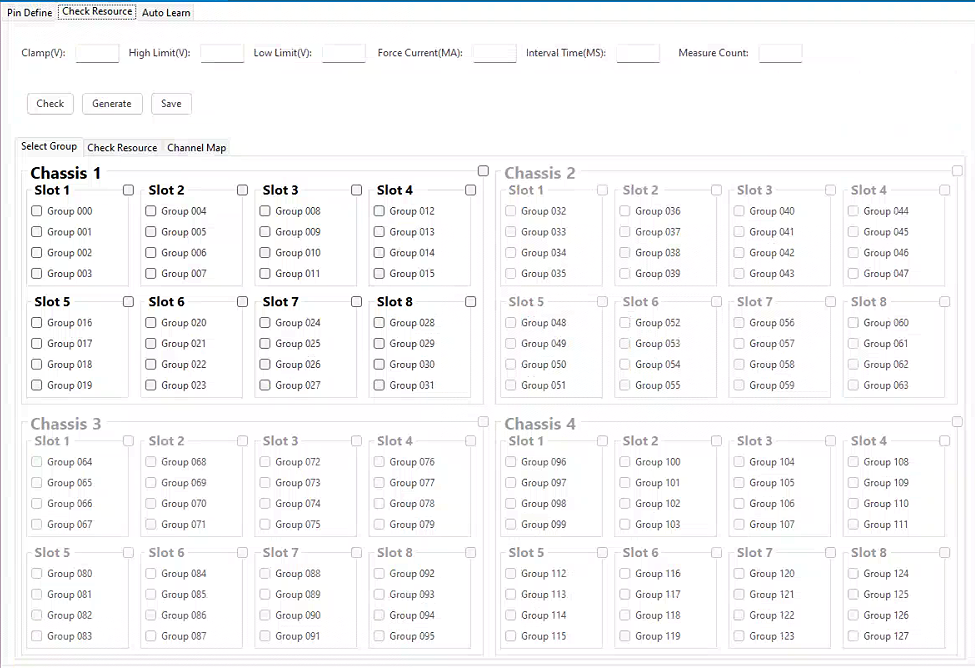 Pin Define Check Resource Auto Learn
Clamp(V): High Limit(V): Low Limit(V): Force Current(MA): Interval Time(MS): Measure Count:
Check Generate Save
Select Group Check Resource Channel Map
Chassis 1
Slot 1 Slot 2 Slot 3 Slot 4
Group 000 Group 004 Group 008 Group 012
Group 001 Group 005 Group 009 Group 013
Group 002 Group 006 Group 010 Group 014
Group 003 Group 007 Group 011 Group 015
Slot 5 Slot 6 Slot 7 Slot 8
Group 016 Group 020 Group 024 Group 028
Group 017 Group 021 Group 025 Group 029
Group 018 Group 022 Group 026 Group 030
Group 019 Group 023 Group 027 Group 031
Chassis 2
Slot 1 Slot 2 Slot 3 Slot 4
Group 032 Group 036 Group 040 Group 044
Group 033 Group 037 Group 041 Group 045
Group 034 Group 038 Group 042 Group 046
Group 035 Group 039 Group 043 Group 047
Slot 5 Slot 6 Slot 7 Slot 8
Group 048 Group 052 Group 056 Group 060
Group 049 Group 053 Group 057 Group 061
Group 050 Group 054 Group 058 Group 062
Group 051 Group 055 Group 059 Group 063
Chassis 3
Slot 1 Slot 2 Slot 3 Slot 4
Group 064 Group 068 Group 072 Group 076
Group 065 Group 069 Group 073 Group 077
Group 066 Group 070 Group 074 Group 078
Group 067 Group 071 Group 075 Group 079
Slot 5 Slot 6 Slot 7 Slot 8
Group 080 Group 084 Group 088 Group 092
Group 081 Group 085 Group 089 Group 093
Group 082 Group 086 Group 090 Group 094
Group 083 Group 087 Group 091 Group 095
Chassis 4
Slot 1 Slot 2 Slot 3 Slot 4
Group 096 Group 100 Group 104 Group 108
Group 097 Group 101 Group 105 Group 109
Group 098 Group 102 Group 106 Group 110
Group 099 Group 103 Group 107 Group 111
Slot 5 Slot 6 Slot 7 Slot 8
Group 112 Group 116 Group 120 Group 124
Group 113 Group 117 Group 121 Group 125
Group 114 Group 118 Group 122 Group 126
Group 115 Group 119 Group 123 Group 127